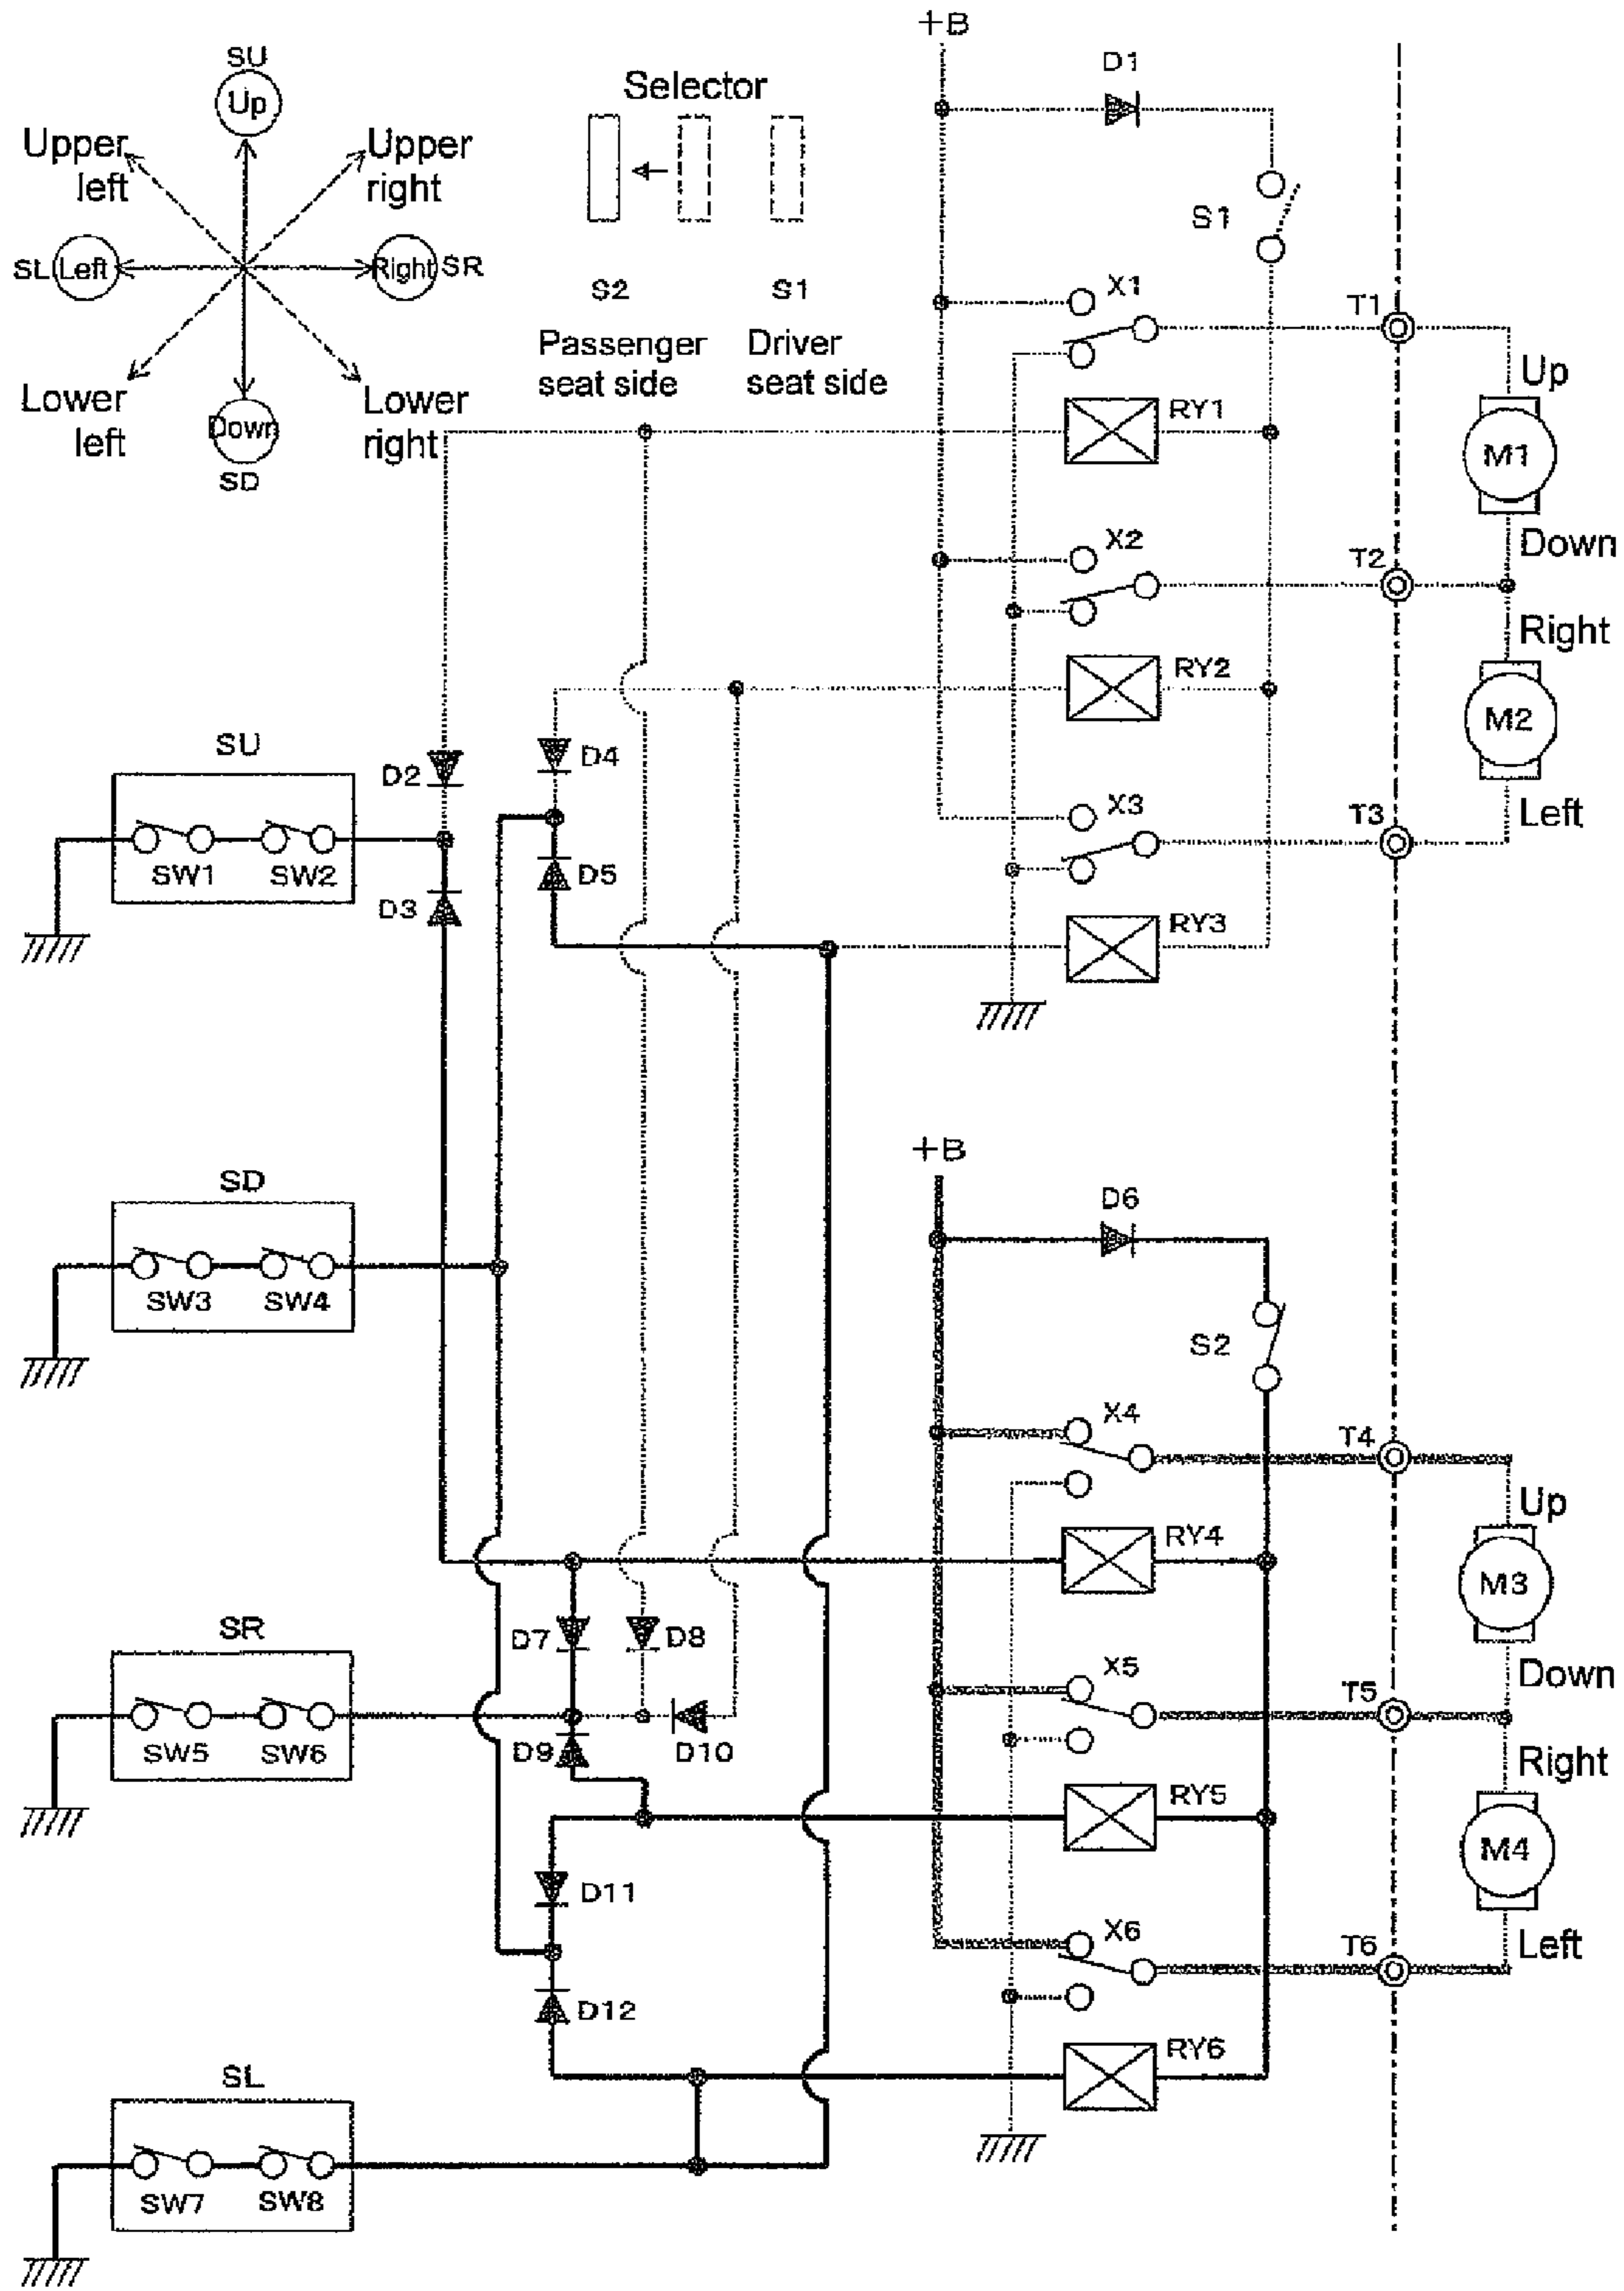 +B
SU
Up
Selector
D1
Upper left
Upper right
S1
SL
Left
Right
SR
S2
S1
X1
T1
Passenger seat side
Driver seat side
Up
Lower left
Lower right
Down
SD
RY1
M1
X2
Down
T2
Right
RY2
SU
D4
M2
D2
X3
T3
Left
SW1
SW2
D5
D3
RY3
+B
SD
D6
SW3
SW4
S2
X4
T4
Up
RY4
M3
SR
D7
D8
X5
Down
T5
SW5
SW6
D9
D10
Right
RY5
M4
D11
X6
T6
Left
D12
RY6
SL
SW7
SW8